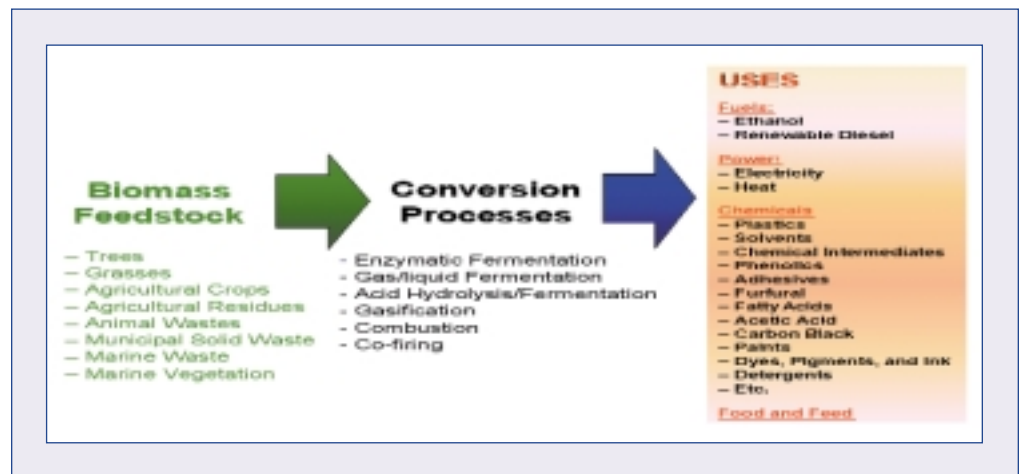 Biomass
Feedstock
– Trees
– Grasses
– Agricultural Crops
– Agricultural Residues
– Animal Wastes
– Municipal Solid Waste
– Marine Waste
– Marine Vegetation
Conversion
Processes
- Enzymatic Fermentation
- Gas/liquid Fermentation
- Acid Hydrolysis/Fermentation
- Gasification
- Combustion
- Co-firing
USES
Fuels:
– Ethanol
– Renewable Diesel
Power:
– Electricity
– Heat
Chemicals
– Plastics
– Solvents
– Chemical Intermediates
– Phenolics
– Adhesives
– Furfural
– Fatty Acids
– Acetic Acid
– Carbon Black
– Paints
– Dyes, Pigments, and Ink
– Detergents
– Etc.
Food and Feed